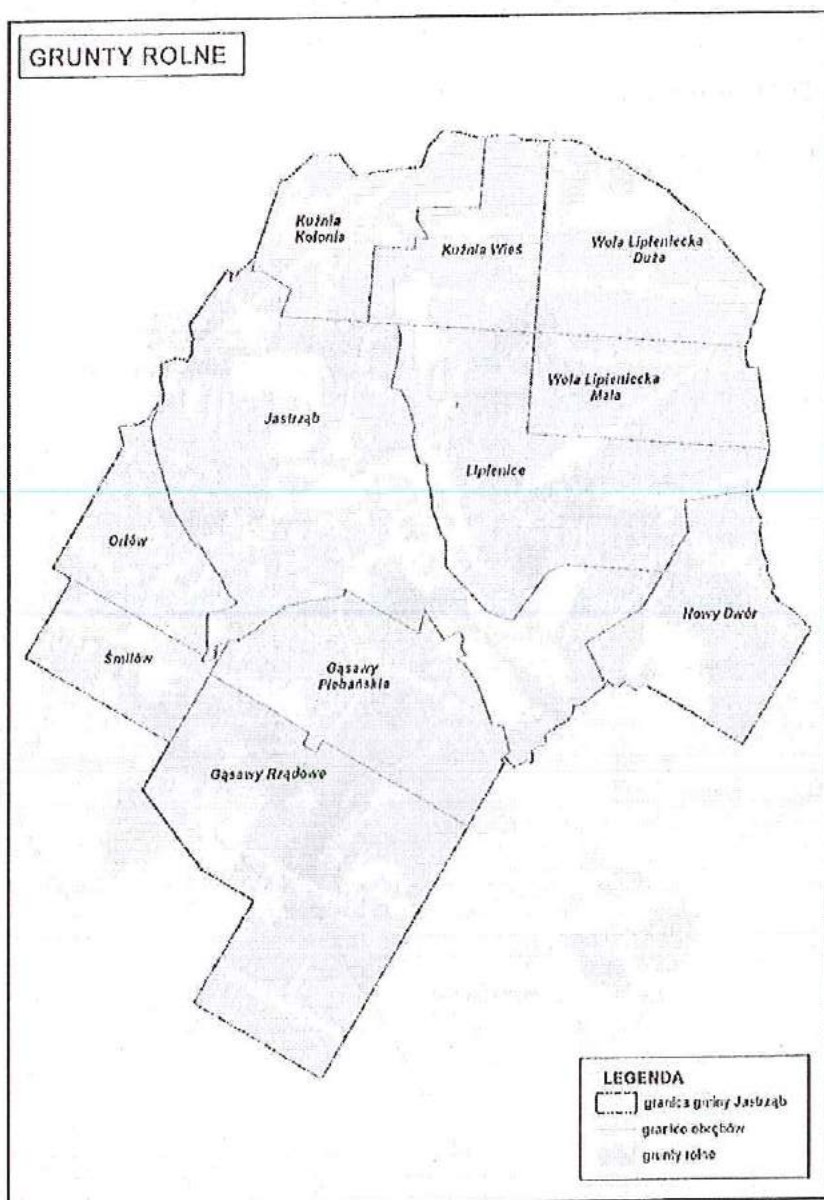 GRUNTY ROLNE
Kuźnia
Kolonia
Kuźnia Wieś
Wola Lipieniecka
Duża
Wola Lipieniecka
Mała
Jastrząb
Lipienice
Orłów
Nowy Dwór
Śmiłów
Gąsawy
Plebańskie
Gąsawy Rządowe
LEGENDA
granica gminy Jastrząb
granice obrębów
grunty rolne